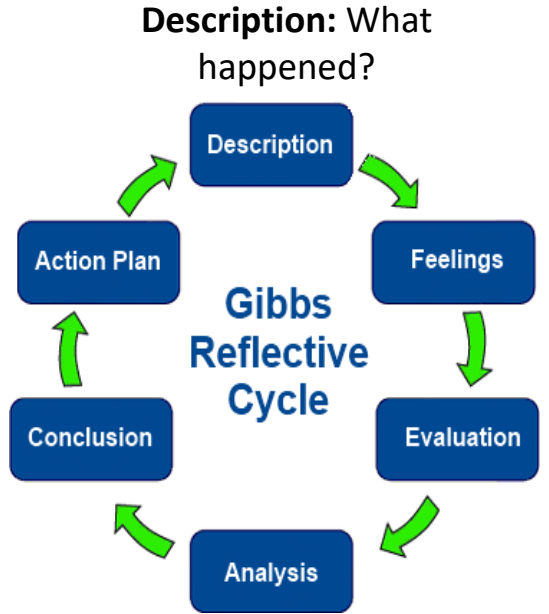 Description: What
happened?
Description
Feelings
Evaluation
Analysis
Conclusion
Action Plan
Gibbs
Reflective
Cycle